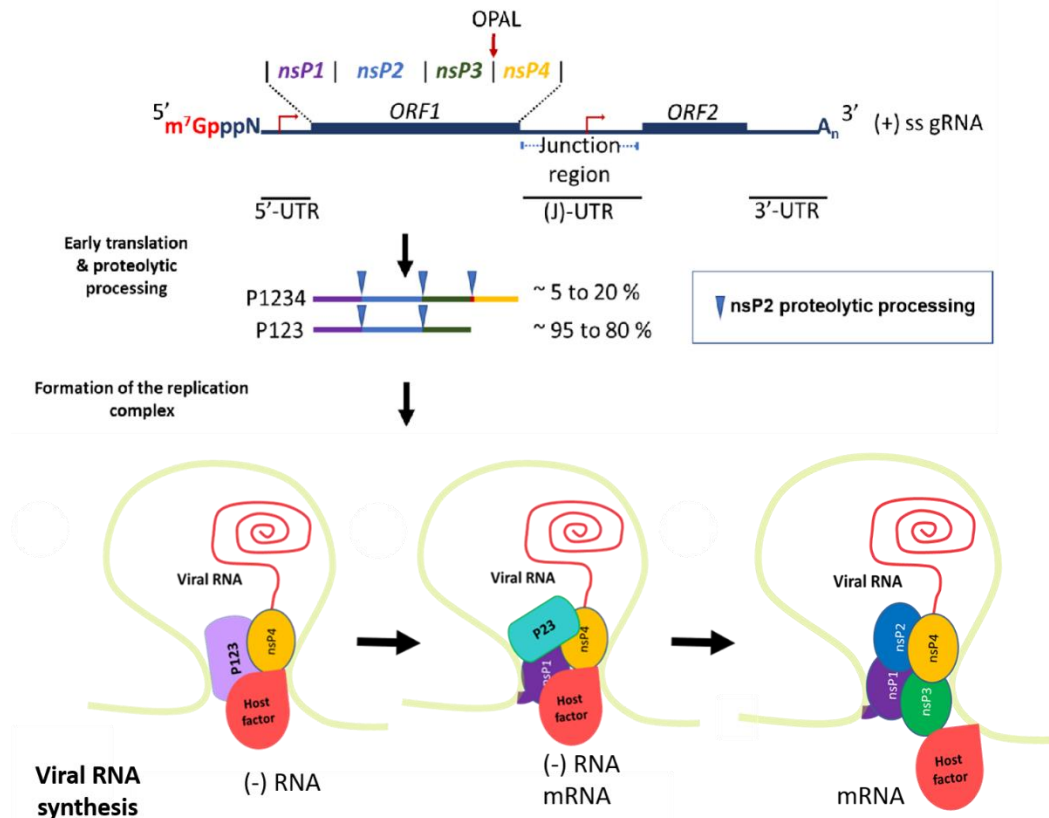 OPAL
| nsP1 | nsP2 | nsP3 | nsP4 |
5’ m⁷GpppN ORF1 ORF2 Aₙ 3’ (+) ss gRNA
Junction
region
5’-UTR (J)-UTR 3’-UTR
Early translation
& proteolytic
processing
P1234 ~ 5 to 20 %
P123 ~ 95 to 80 %
nsP2 proteolytic processing
Formation of the replication
complex
Viral RNA
P123
nsP4
Host
factor
(-) RNA
Viral RNA
P23
nsP4
nsP1
Host
factor
(-) RNA
mRNA
Viral RNA
nsP2
nsP4
nsP1
nsP3
Host
factor
mRNA
Viral RNA
synthesis